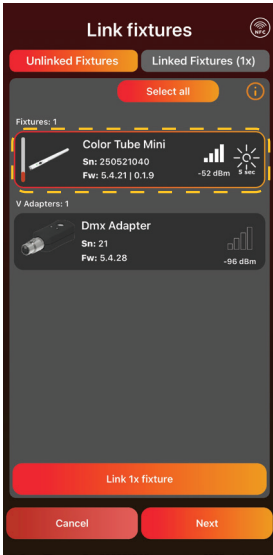 Link fixtures
NFC
Unlinked Fixtures
Linked Fixtures (1x)
Select all
i
Fixtures: 1
Color Tube Mini
Sn: 250521040
Fw: 5.4.21 | 0.1.9
-52 dBm
5 sec
V Adapters: 1
Dmx Adapter
Sn: 21
Fw: 5.4.28
-96 dBm
Link 1x fixture
Cancel
Next